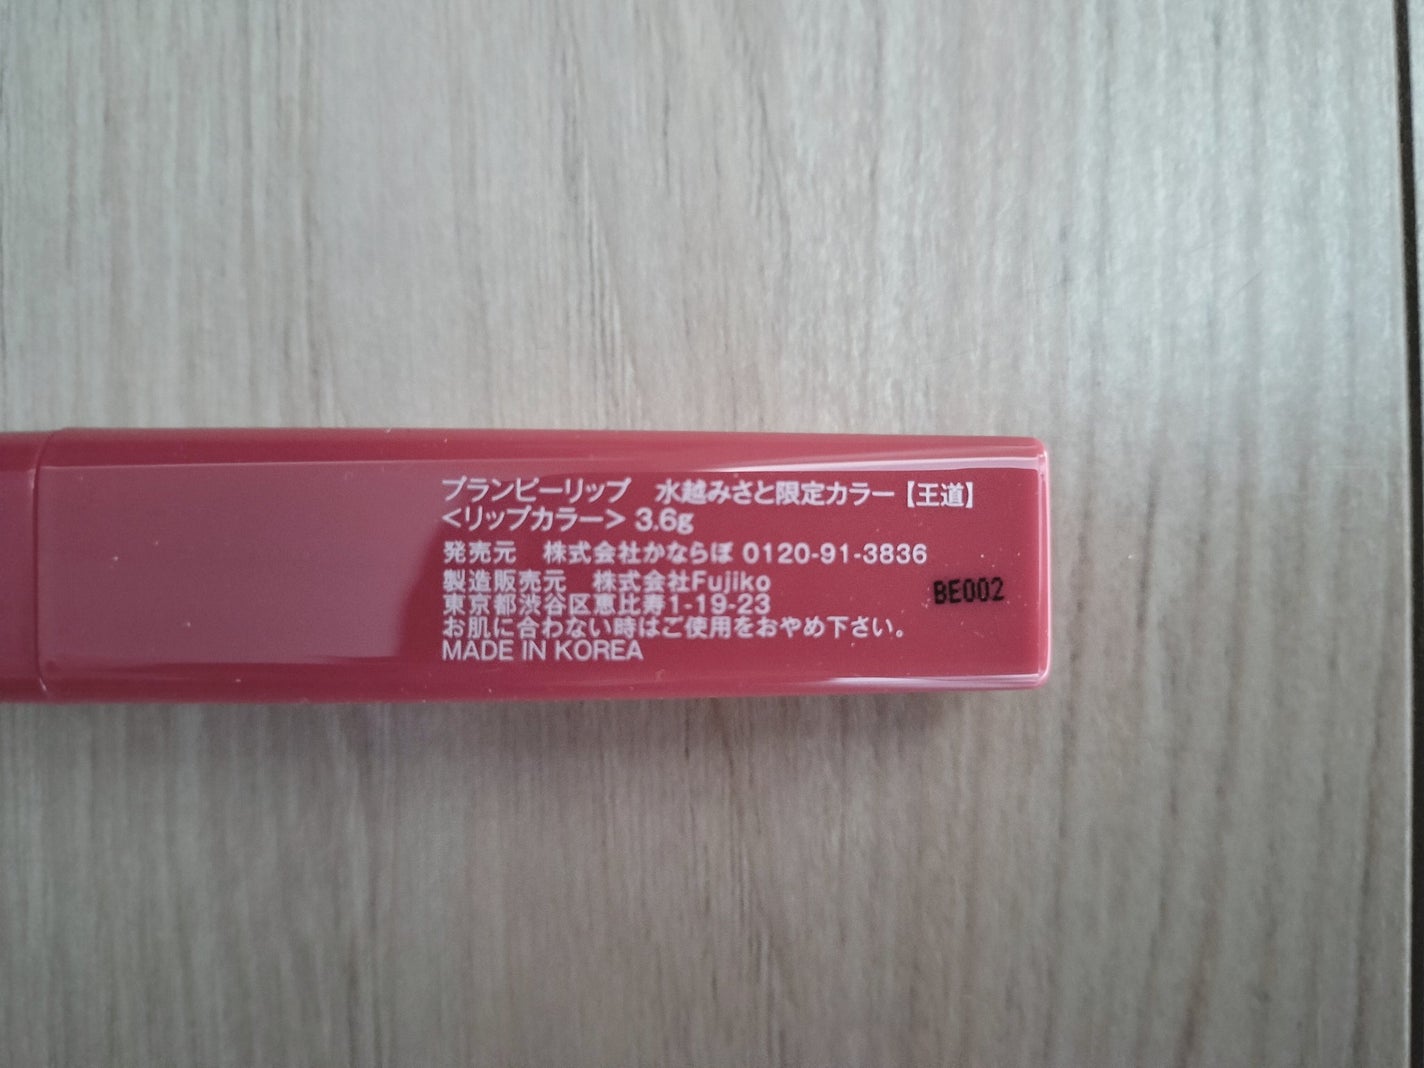 プランピーリップ　水越みさと限定カラー【王道】
<リップカラー> 3.6g
発売元　株式会社かならぼ 0120-91-3836
製造販売元　株式会社Fujiko
東京都渋谷区恵比寿1-19-23
お肌に合わない時はご使用をおやめ下さい。
MADE IN KOREA
BE002